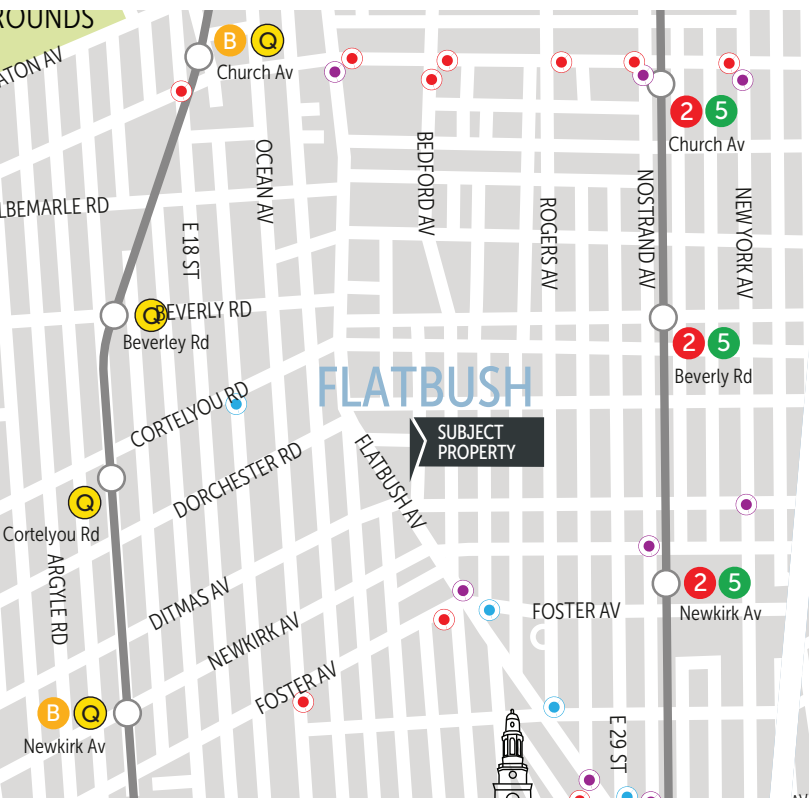 ROUNDS
B Q
Church Av
ATON AV
2 5
Church Av
OCEAN AV
BEDFORD AV
LBEMARLE RD
E 18 ST
ROGERS AV
NOSTRAND AV
NEW YORK AV
Q
BEVERLY RD
Beverley Rd
2 5
Beverly Rd
FLATBUSH
CORTELYOU RD
SUBJECT
PROPERTY
DORCHESTER RD
FLATBUSH AV
Q
Cortelyou Rd
ARGYLE RD
DITMAS AV
2 5
Newkirk Av
FOSTER AV
NEWKIRK AV
FOSTER AV
B Q
Newkirk Av
E 29 ST